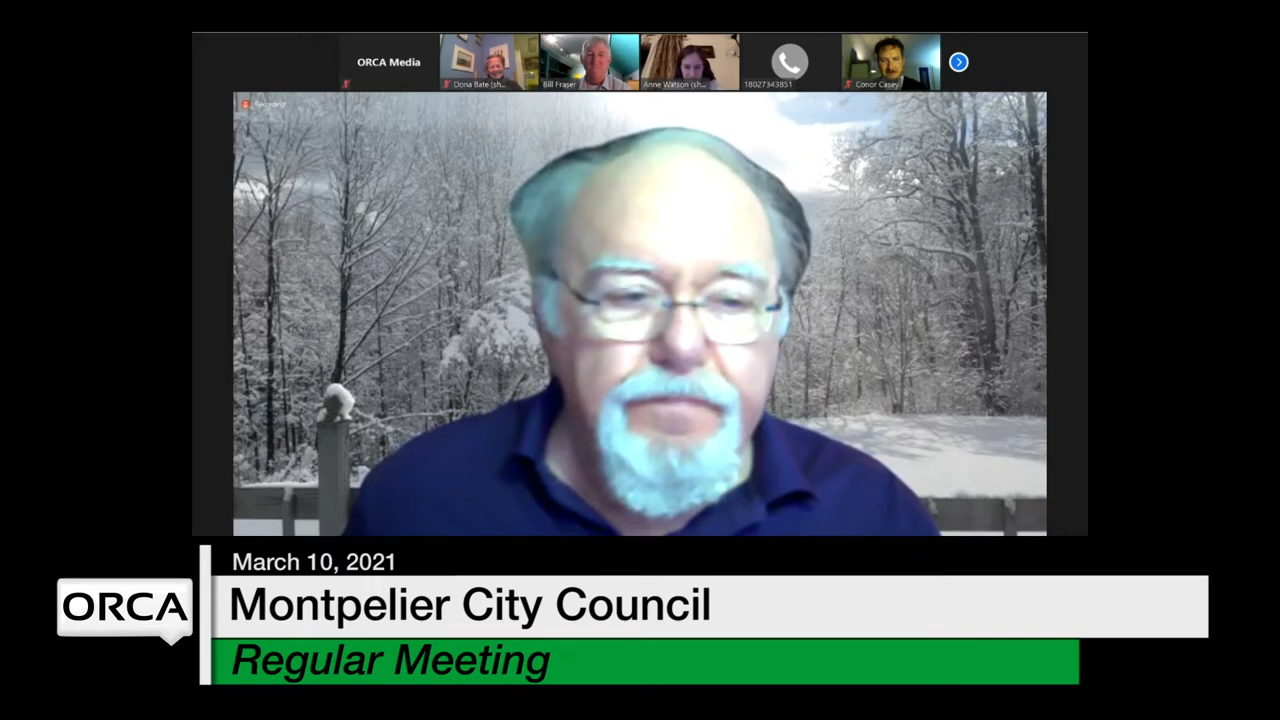 ORCA Media
Dona Bate (sh...
Bill Fraser
Anne Watson (sh...
18027343851
Conor Casey
Recording
March 10, 2021
ORCA
Montpelier City Council
Regular Meeting